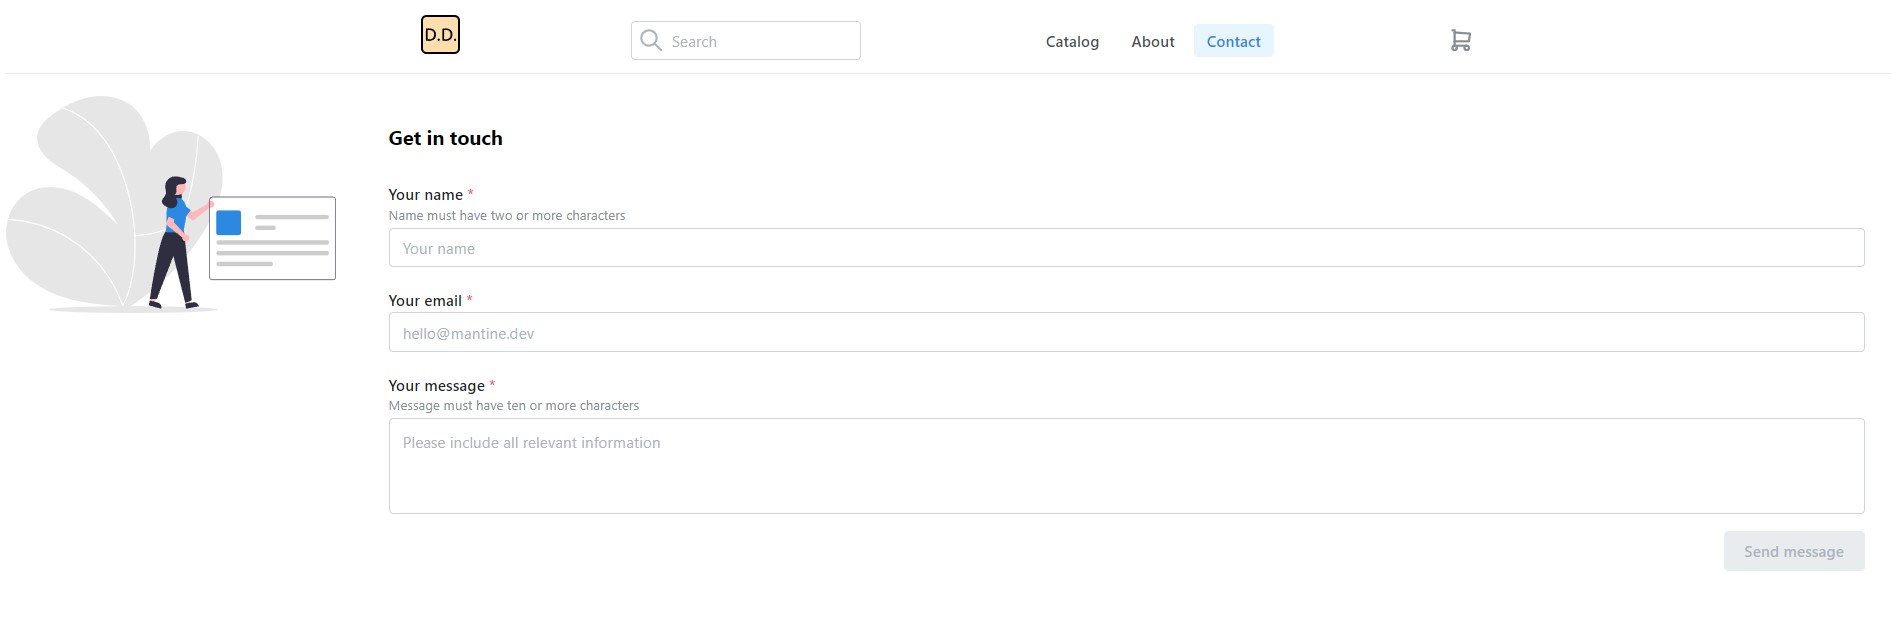 D.D.
Search
Catalog About Contact
Get in touch
Your name *
Name must have two or more characters
Your name
Your email *
hello@mantine.dev
Your message *
Message must have ten or more characters
Please include all relevant information
Send message